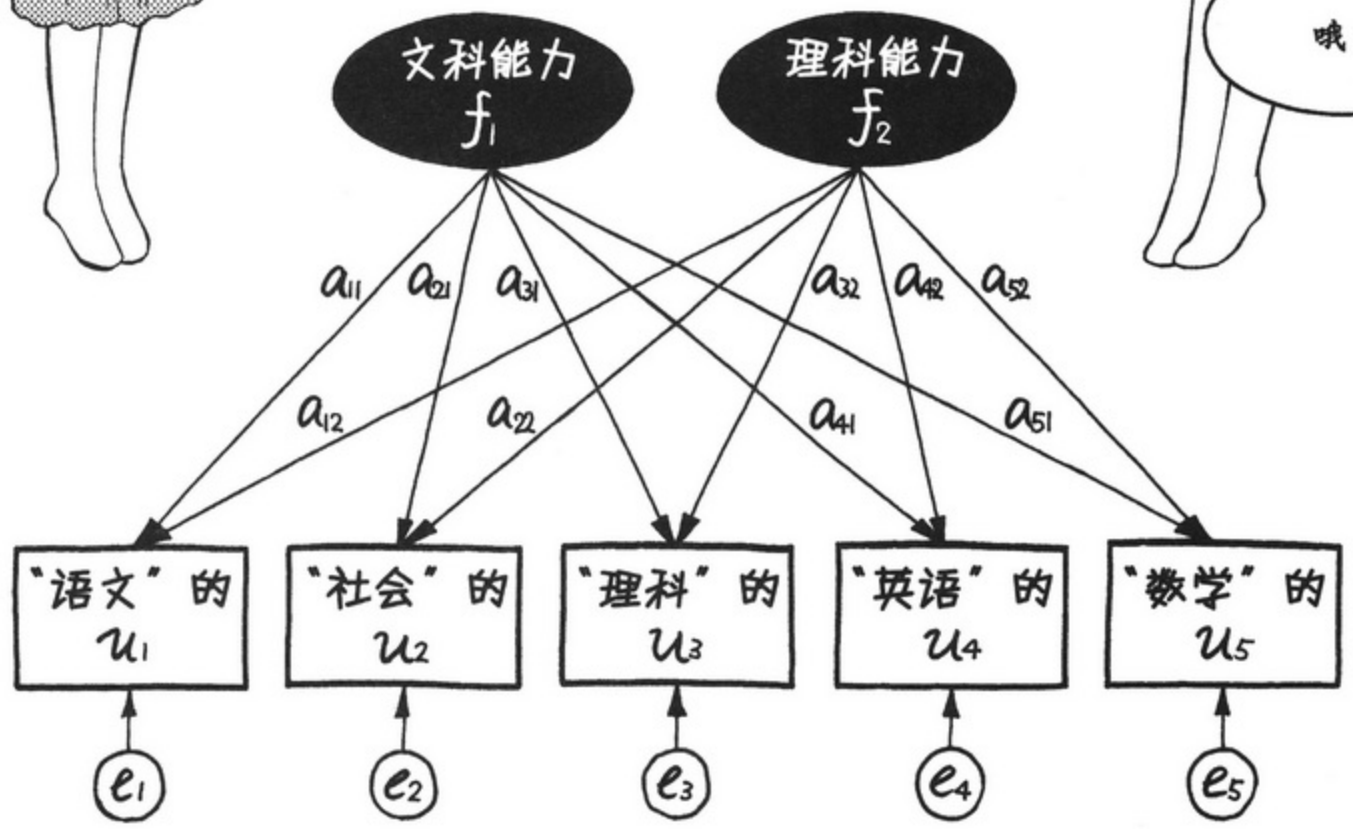 文科能力
f₁
理科能力
f₂
哦
a₁₁
a₂₁
a₃₁
a₃₂
a₄₂
a₅₂
a₁₂
a₂₂
a₄₁
a₅₁
“语文”的
u₁
“社会”的
u₂
“理科”的
u₃
“英语”的
u₄
“数学”的
u₅
e₁
e₂
e₃
e₄
e₅